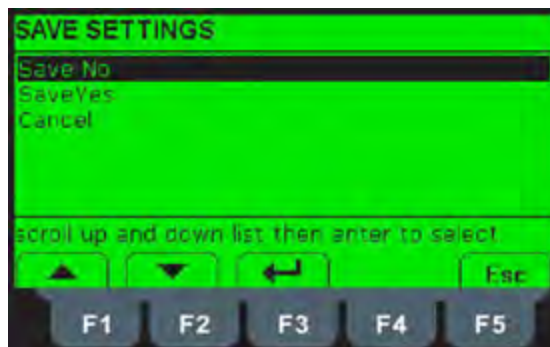 SAVE SETTINGS
Save No
SaveYes
Cancel
scroll up and down list then anter to select.
Esc
F1 F2 F3 F4 F5